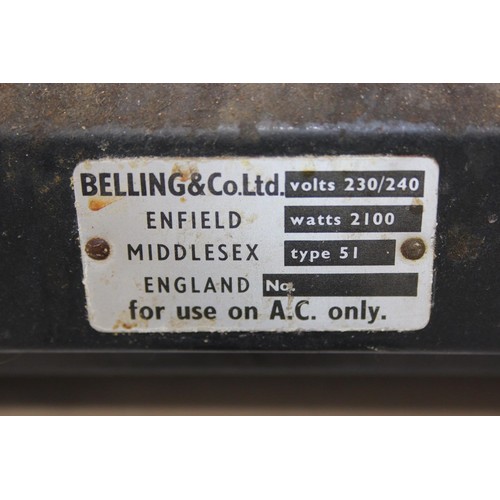 BELLING&Co.Ltd. volts 230/240
ENFIELD watts 2100
MIDDLESEX type 51
ENGLAND No.
for use on A.C. only.